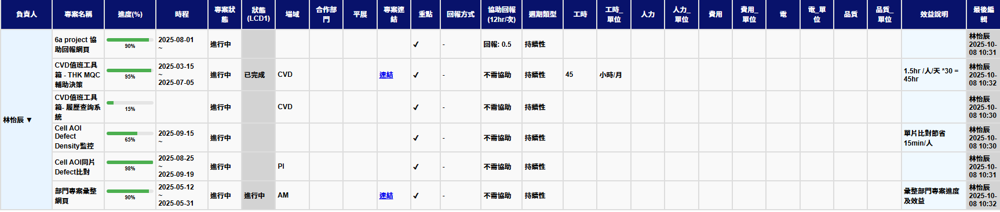 負責人 專案名稱 進度(%) 時程 專案狀態 狀態(LCD1) 場域 合作部門 平展 專案連結 重點 回報方式 協助回報(12hr/次) 週期類型 工時 工時_單位 人力 人力_單位 費用 費用_單位 電 電_單位 品質 品質_單位 效益說明 最後編輯
林怡辰 ▼
6a project 協助回報網頁 90% 2025-08-01 ~ 進行中 ✓ - 回報: 0.5 持續性 林怡辰 2025-10-08 10:31
CVD值班工具箱 - THK MQC輔助決策 95% 2025-03-15 ~ 2025-07-05 進行中 已完成 CVD 連結 ✓ - 不需協助 持續性 45 小時/月 1.5hr /人/天 *30 = 45hr 林怡辰 2025-10-08 10:32
CVD值班工具箱- 履歷查詢系統 15% 進行中 CVD ✓ - 不需協助 持續性 林怡辰 2025-10-08 10:30
Cell AOI Defect Density監控 65% 2025-09-15 ~ 進行中 ✓ - 不需協助 持續性 單片比對節省15min/人 林怡辰 2025-10-08 10:30
Cell AOI同片Defect比對 98% 2025-08-25 ~ 2025-09-19 進行中 PI ✓ - 不需協助 持續性 林怡辰 2025-10-08 10:31
部門專案彙整網頁 90% 2025-05-12 ~ 2025-05-31 進行中 進行中 AM 連結 ✓ - 不需協助 持續性 彙整部門專案進度及效益 林怡辰 2025-10-08 10:32